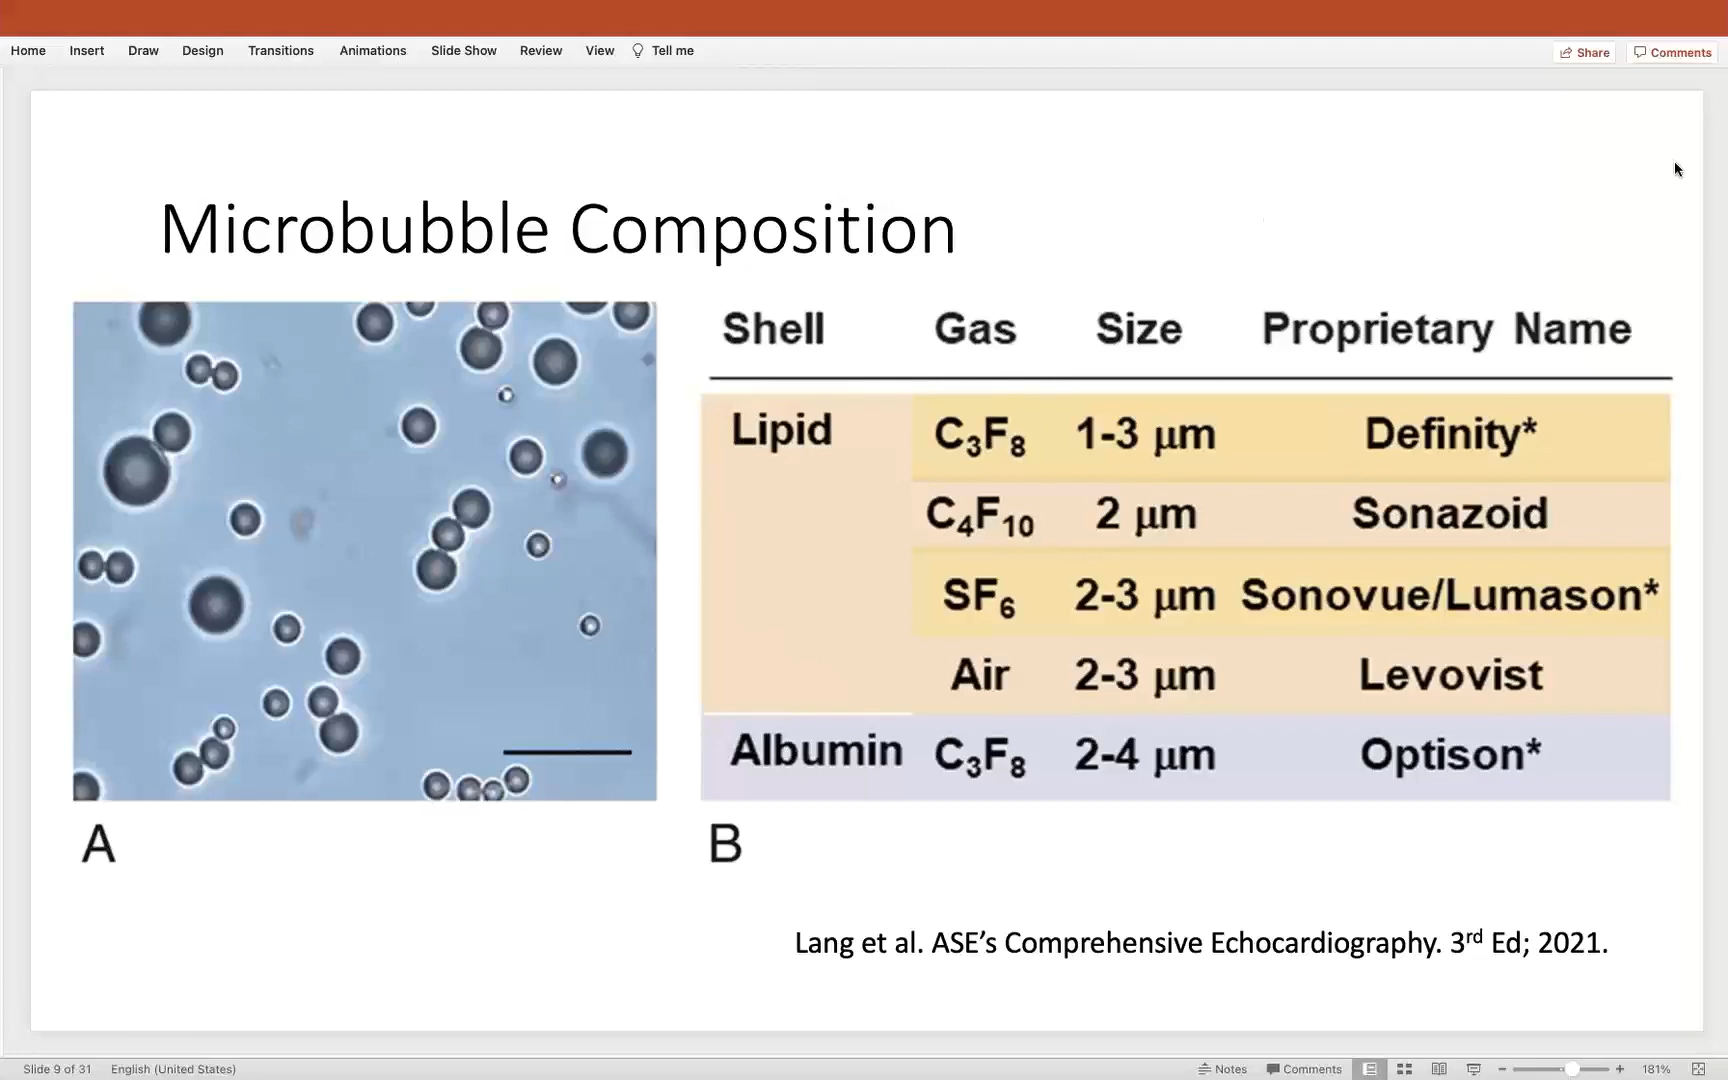 Home Insert Draw Design Transitions Animations Slide Show Review View Tell me Share Comments
Microbubble Composition
Shell Gas Size Proprietary Name
Lipid C₃F₈ 1-3 µm Definity*
C₄F₁₀ 2 µm Sonazoid
SF₆ 2-3 µm Sonovue/Lumason*
Air 2-3 µm Levovist
Albumin C₃F₈ 2-4 µm Optison*
A B
Lang et al. ASE’s Comprehensive Echocardiography. 3rd Ed; 2021.
Slide 9 of 31 English (United States) Notes Comments 181%